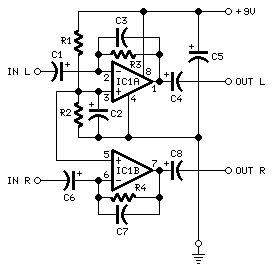 C3
+9V
R1
C1
R3
C5
IN L
2
-
8
IC1A
1
OUT L
3
+
C4
R2
C2
4
5
+
7
C8
IC1B
OUT R
IN R
6
-
C6
R4
C7